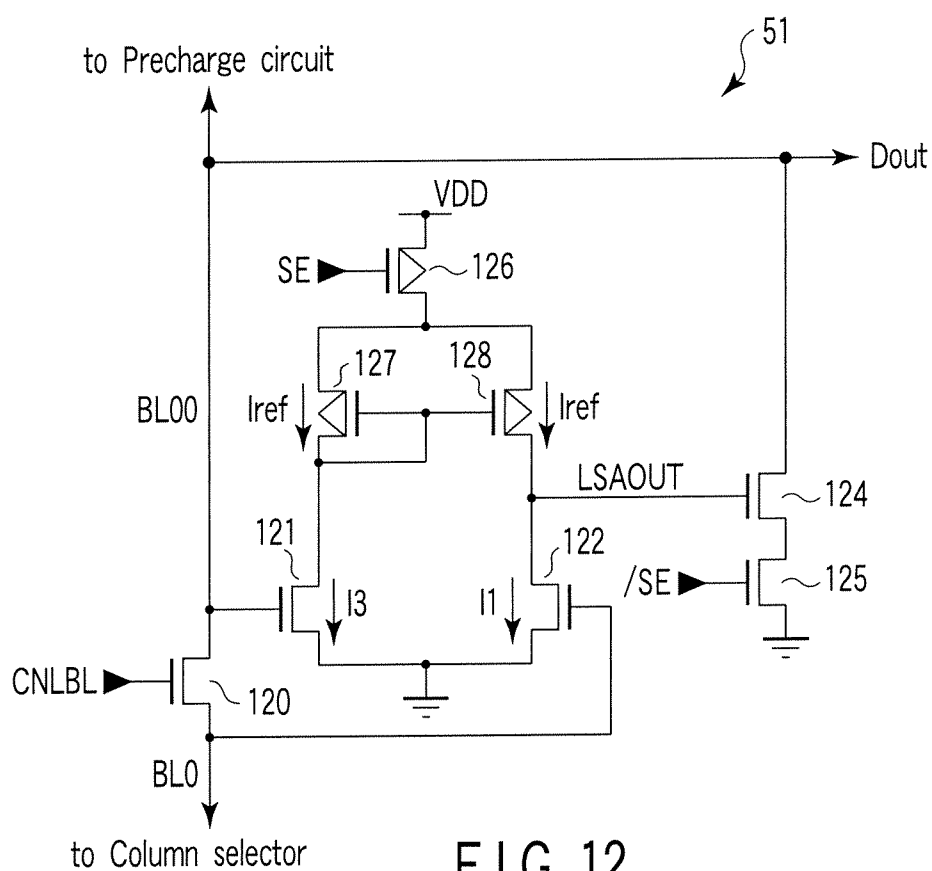 51
to Precharge circuit
Dout
VDD
SE
126
127
128
BL00
Iref
Iref
LSAOUT
124
121
122
/SE
125
I3
I1
CNLBL
120
BL0
to Column selector
FIG. 12